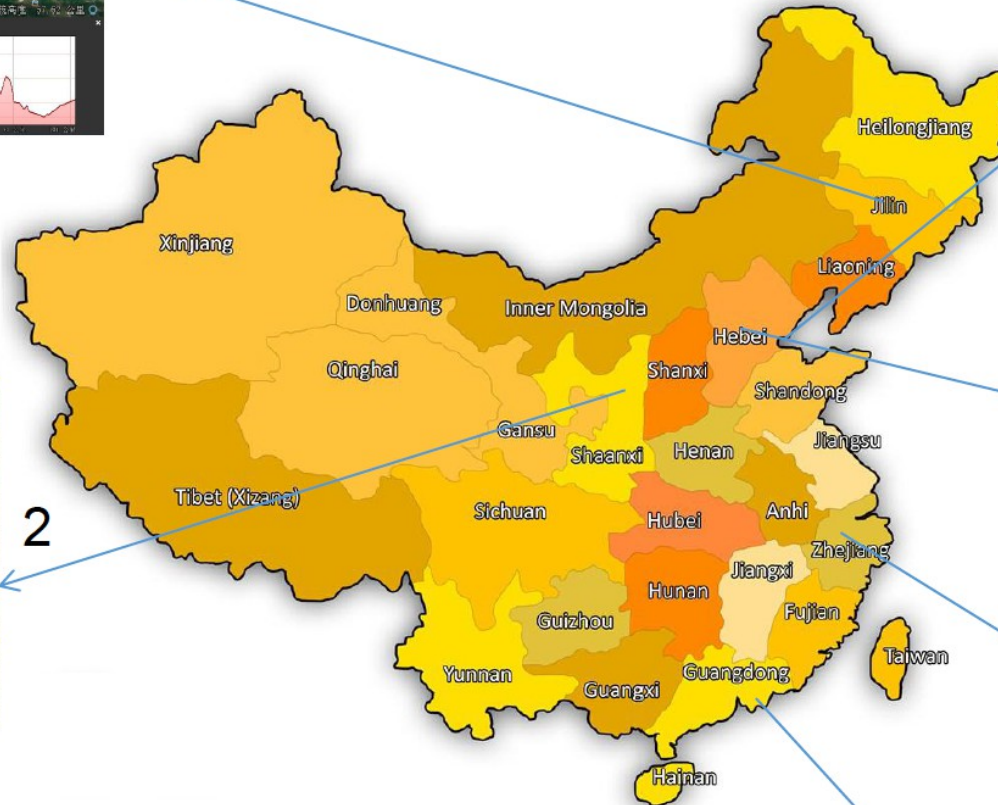 Heilongjiang
Jilin
Xinjiang
Liaoning
Donhuang
Inner Mongolia
Hebei
Qinghai
Shanxi
Shandong
Gansu
Jiangsu
Shaanxi
Henan
Tibet (Xizang)
2
Sichuan
Hubei
Anhi
Zhejiang
Jiangxi
Hunan
Fujian
Guizhou
Taiwan
Yunnan
Guangdong
Guangxi
Hainan